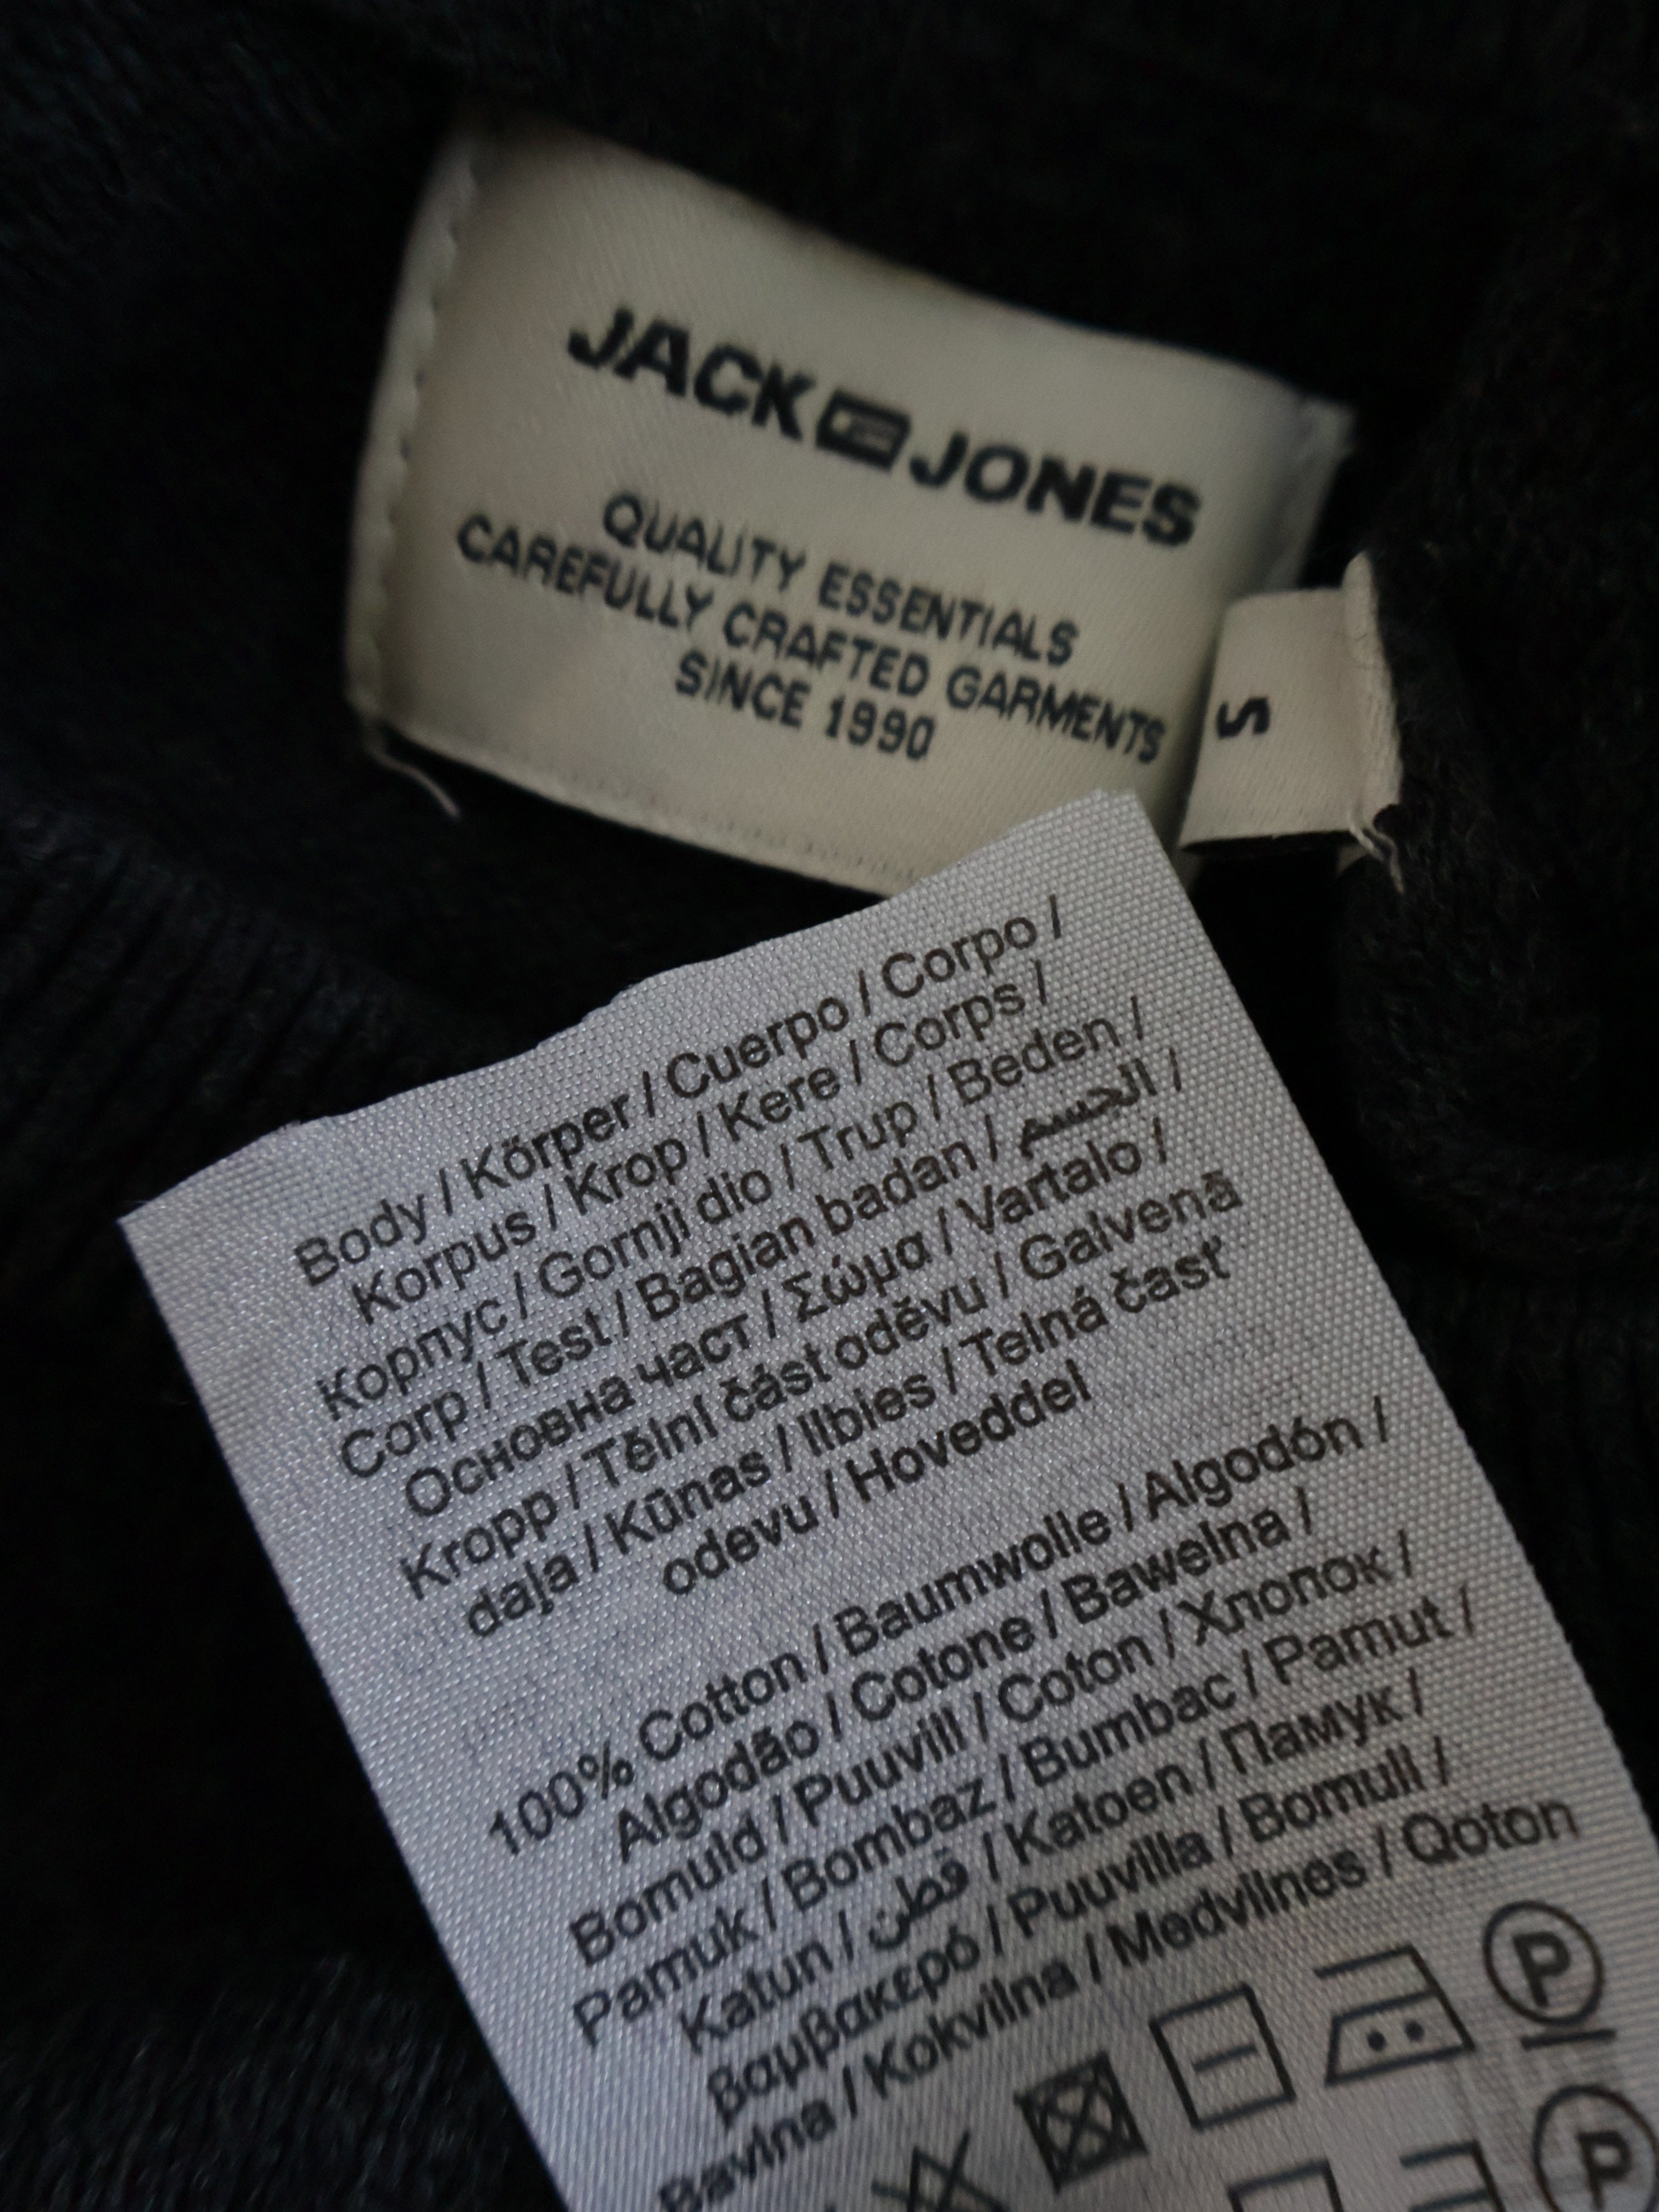 JACK JONES
QUALITY ESSENTIALS
CAREFULLY CRAFTED GARMENTS
SINCE 1990
S
Body / Körper / Cuerpo / Corpo /
Korpus / Krop / Kere / Corps /
Корпус / Gornji dio / Trup / Beden /
Corp / Test / Bagian badan / الجسم /
Основна част / Σώμα / Vartalo /
Kropp / Tělní část oděvu / Galvenā
daļa / Kūnas / Ilbies / Telná časť
odevu / Hoveddel
100% Cotton / Baumwolle / Algodón /
Algodão / Cotone / Bawełna /
Bomuld / Puuvill / Coton / Хлопок /
Pamuk / Bombaz / Bumbac / Pamut /
Katun / قطن / Katoen / Памук /
Βαμβακερό / Puuvilla / Bomull /
Bavlna / Kokvilna / Medvilnes / Qoton
P
P